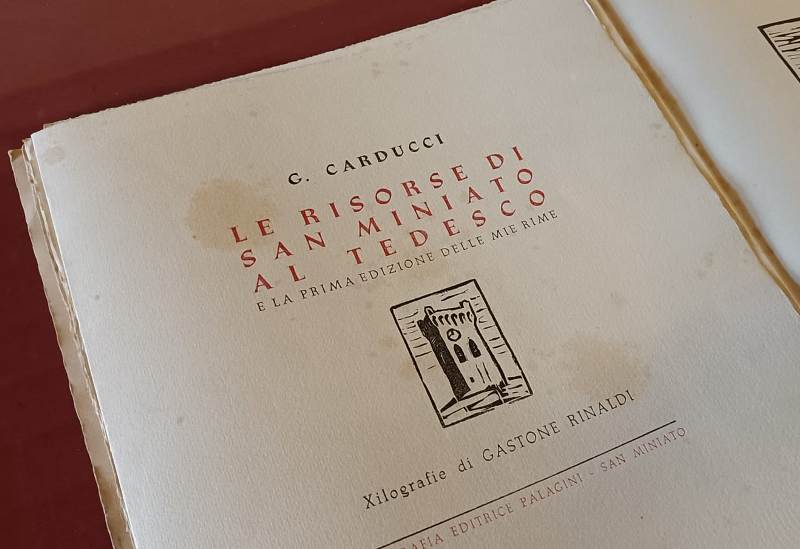 G. CARDUCCI
LE RISORSE DI
SAN MINIATO
AL TEDESCO
E LA PRIMA EDIZIONE DELLE MIE RIME
Xilografie di GASTONE RINALDI
EDITRICE PALAGINI - SAN MINIATO